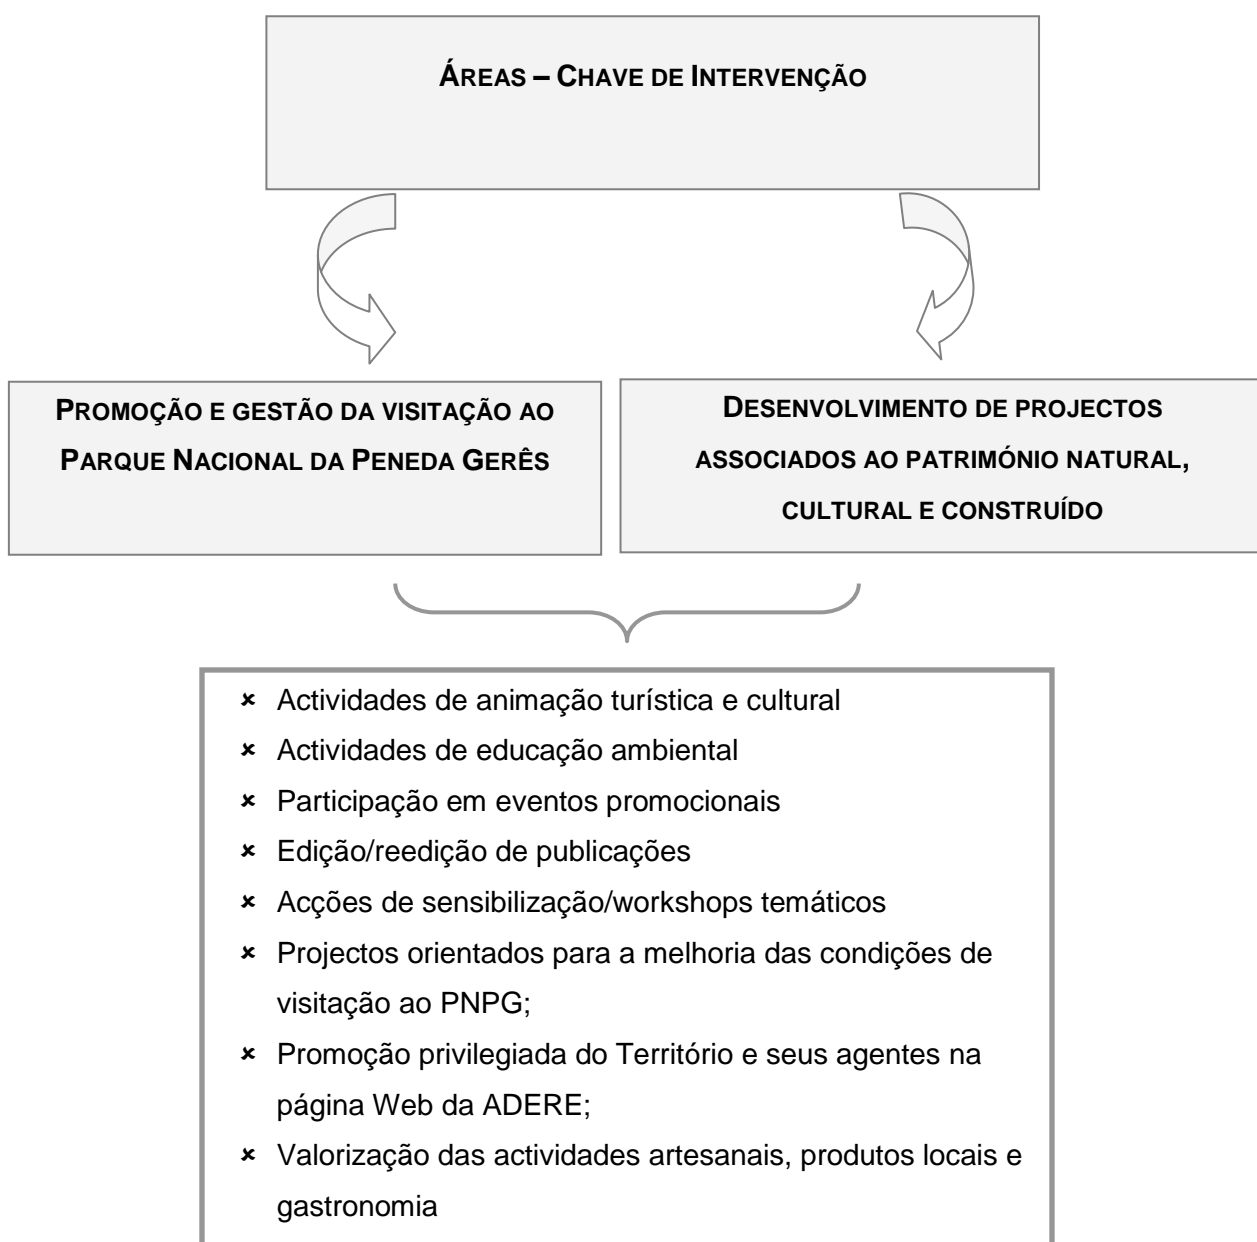 ÁREAS – CHAVE DE INTERVENÇÃO
PROMOÇÃO E GESTÃO DA VISITAÇÃO AO
PARQUE NACIONAL DA PENEDA GERÊS
DESENVOLVIMENTO DE PROJECTOS
ASSOCIADOS AO PATRIMÓNIO NATURAL,
CULTURAL E CONSTRUÍDO
× Actividades de animação turística e cultural
× Actividades de educação ambiental
× Participação em eventos promocionais
× Edição/reedição de publicações
× Acções de sensibilização/workshops temáticos
× Projectos orientados para a melhoria das condições de
visitação ao PNPG;
× Promoção privilegiada do Território e seus agentes na
página Web da ADERE;
× Valorização das actividades artesanais, produtos locais e
gastronomia